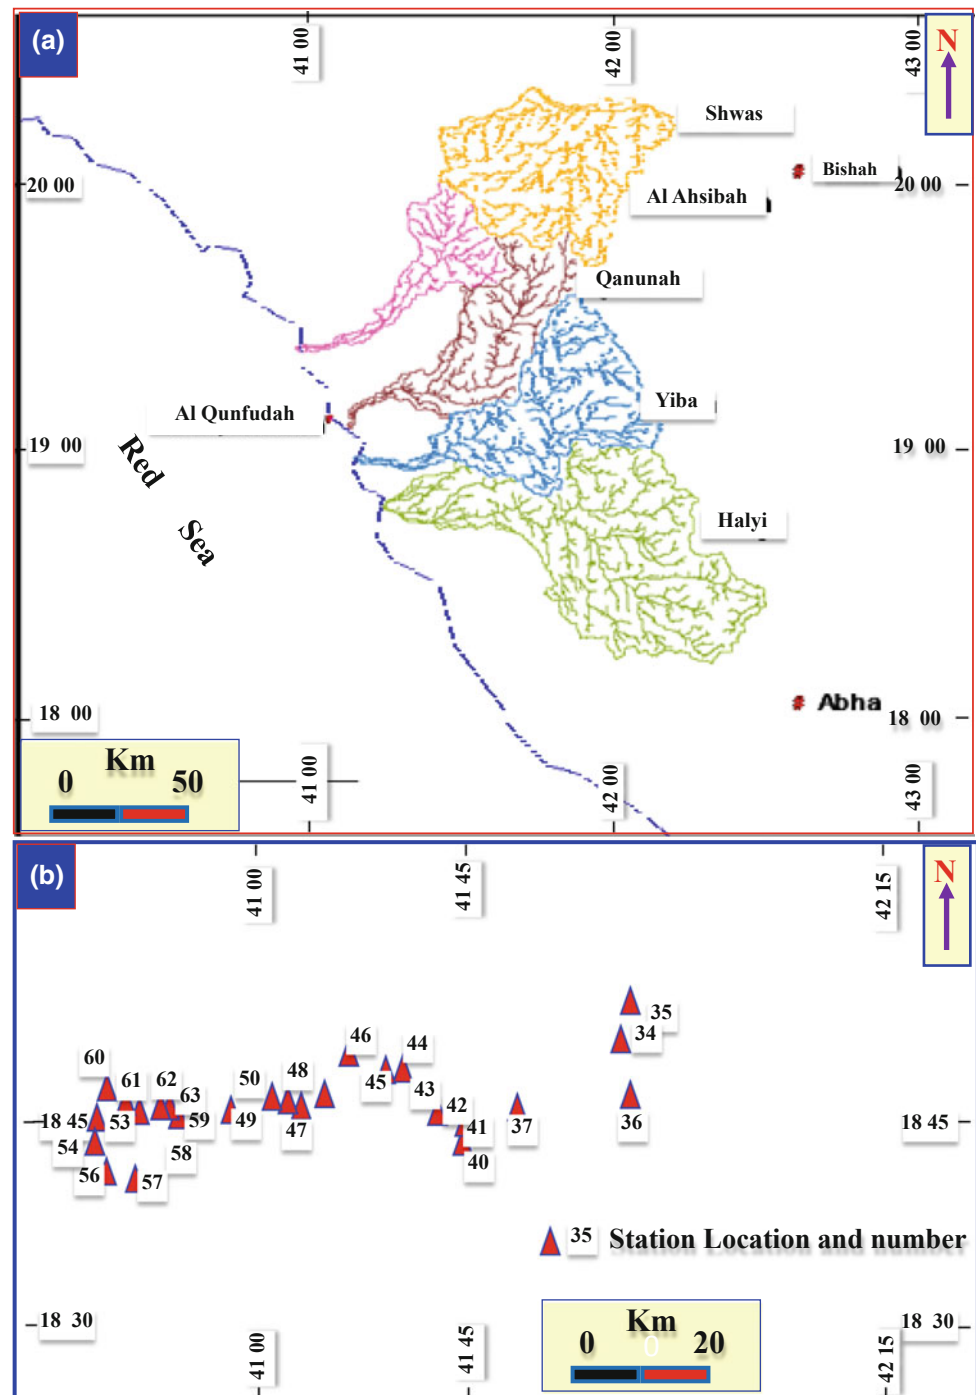 (a)
41 00
42 00
43 00
N
Shwas
Bishah
20 00
20 00
Al Ahsibah
Qanunah
Yiba
Al Qunfudah
19 00
19 00
Red
Sea
Halyi
18 00
Abha
18 00
Km
0 50
41 00
42 00
43 00
(b)
41 00
41 45
42 15
N
35
34
46
44
60
45
61
62
50
48
43
63
42
18 45
53
59
49
47
41
37
36
18 45
54
58
40
56
57
35 Station Location and number
18 30
18 30
Km
0 0 20
41 00
41 45
42 15